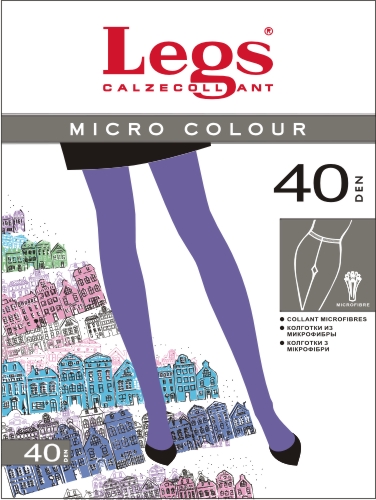 Legs®
CALZECOLLANT
MICRO COLOUR
40 DEN
MICROFIBRE
COLLANT MICROFIBRES
КОЛГОТКИ ИЗ
МИКРОФИБРЫ
КОЛГОТКИ З
МІКРОФІБРИ
40 DEN